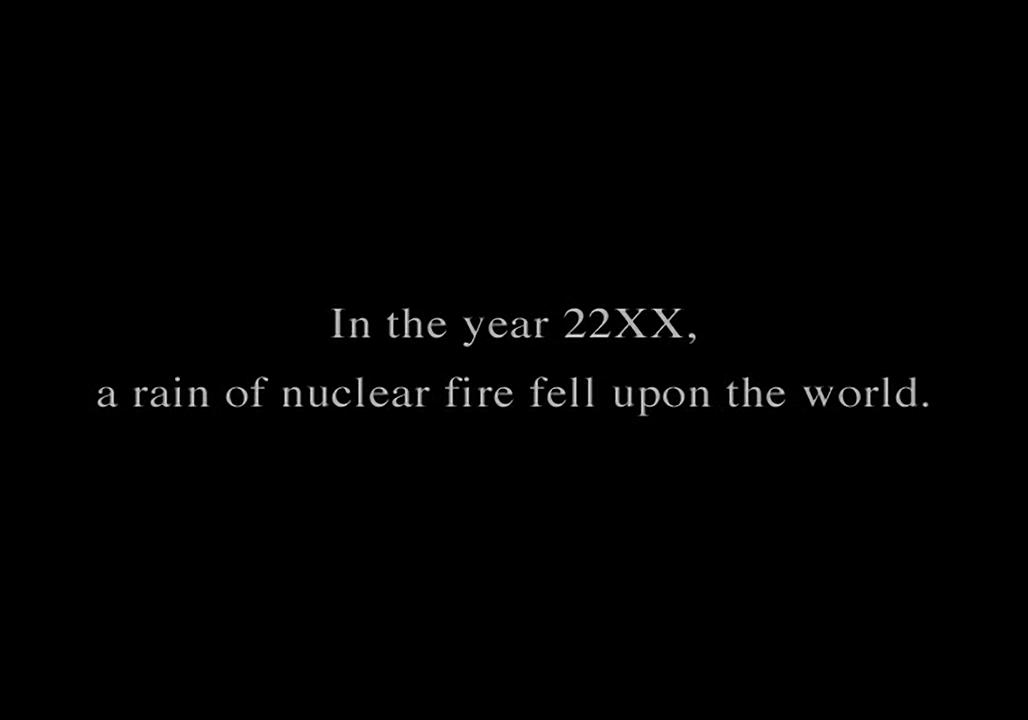 In the year 22XX,
a rain of nuclear fire fell upon the world.